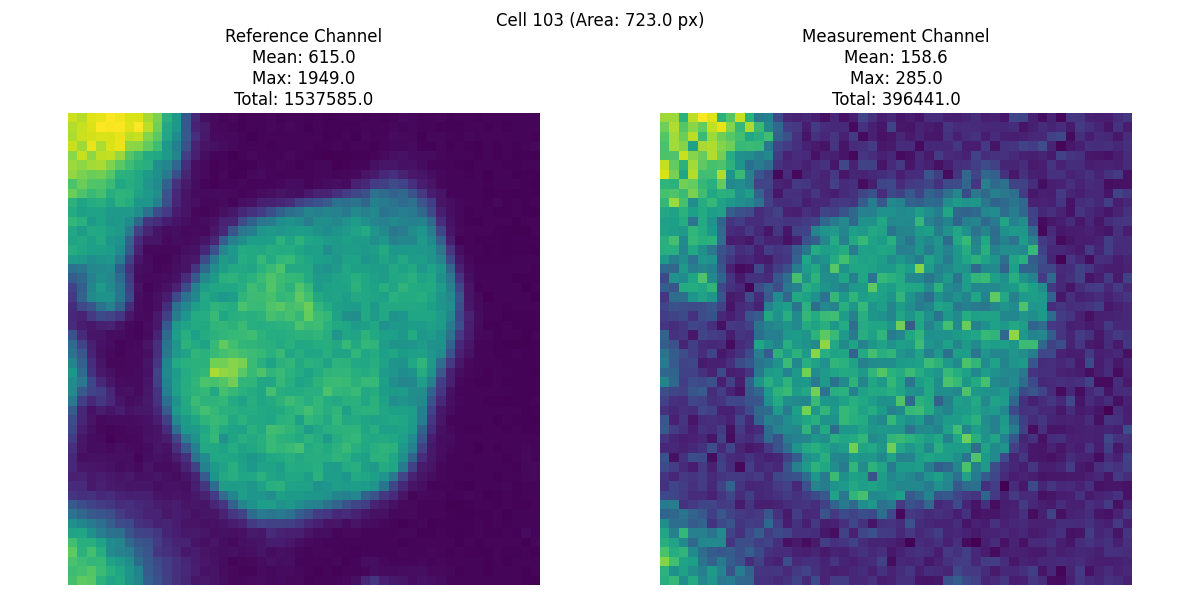 Cell 103 (Area: 723.0 px)
Reference Channel
Mean: 615.0
Max: 1949.0
Total: 1537585.0
Measurement Channel
Mean: 158.6
Max: 285.0
Total: 396441.0